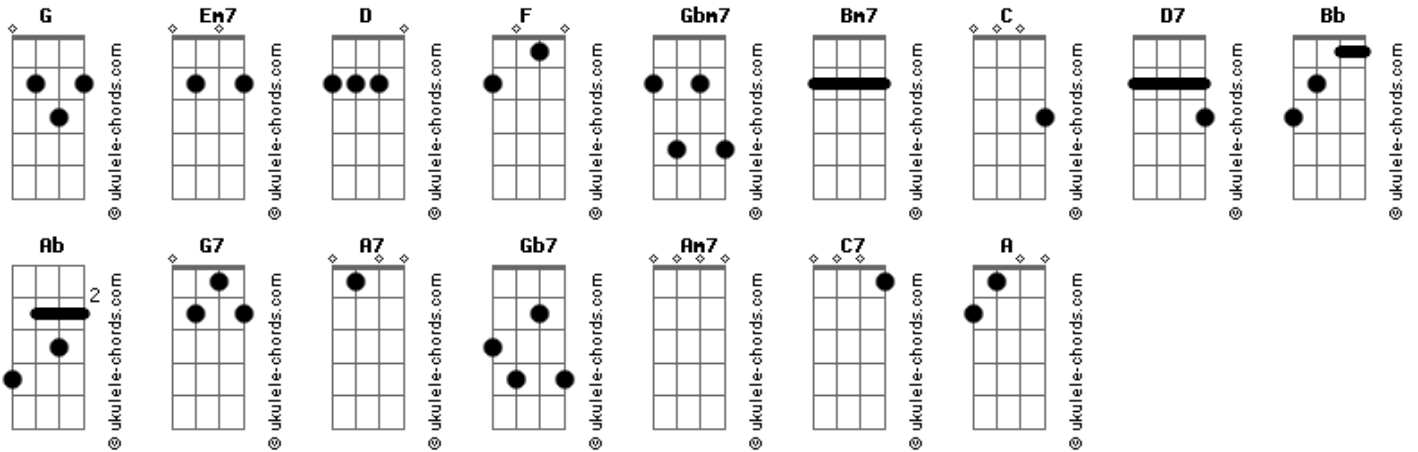 G Em7 D F Gbm7 Bm7 C D7 Bb
© ukulele-chords.com © ukulele-chords.com © ukulele-chords.com © ukulele-chords.com © ukulele-chords.com © ukulele-chords.com © ukulele-chords.com © ukulele-chords.com © ukulele-chords.com
Ab G7 A7 Gb7 Am7 C7 A
2
© ukulele-chords.com © ukulele-chords.com © ukulele-chords.com © ukulele-chords.com © ukulele-chords.com © ukulele-chords.com © ukulele-chords.com